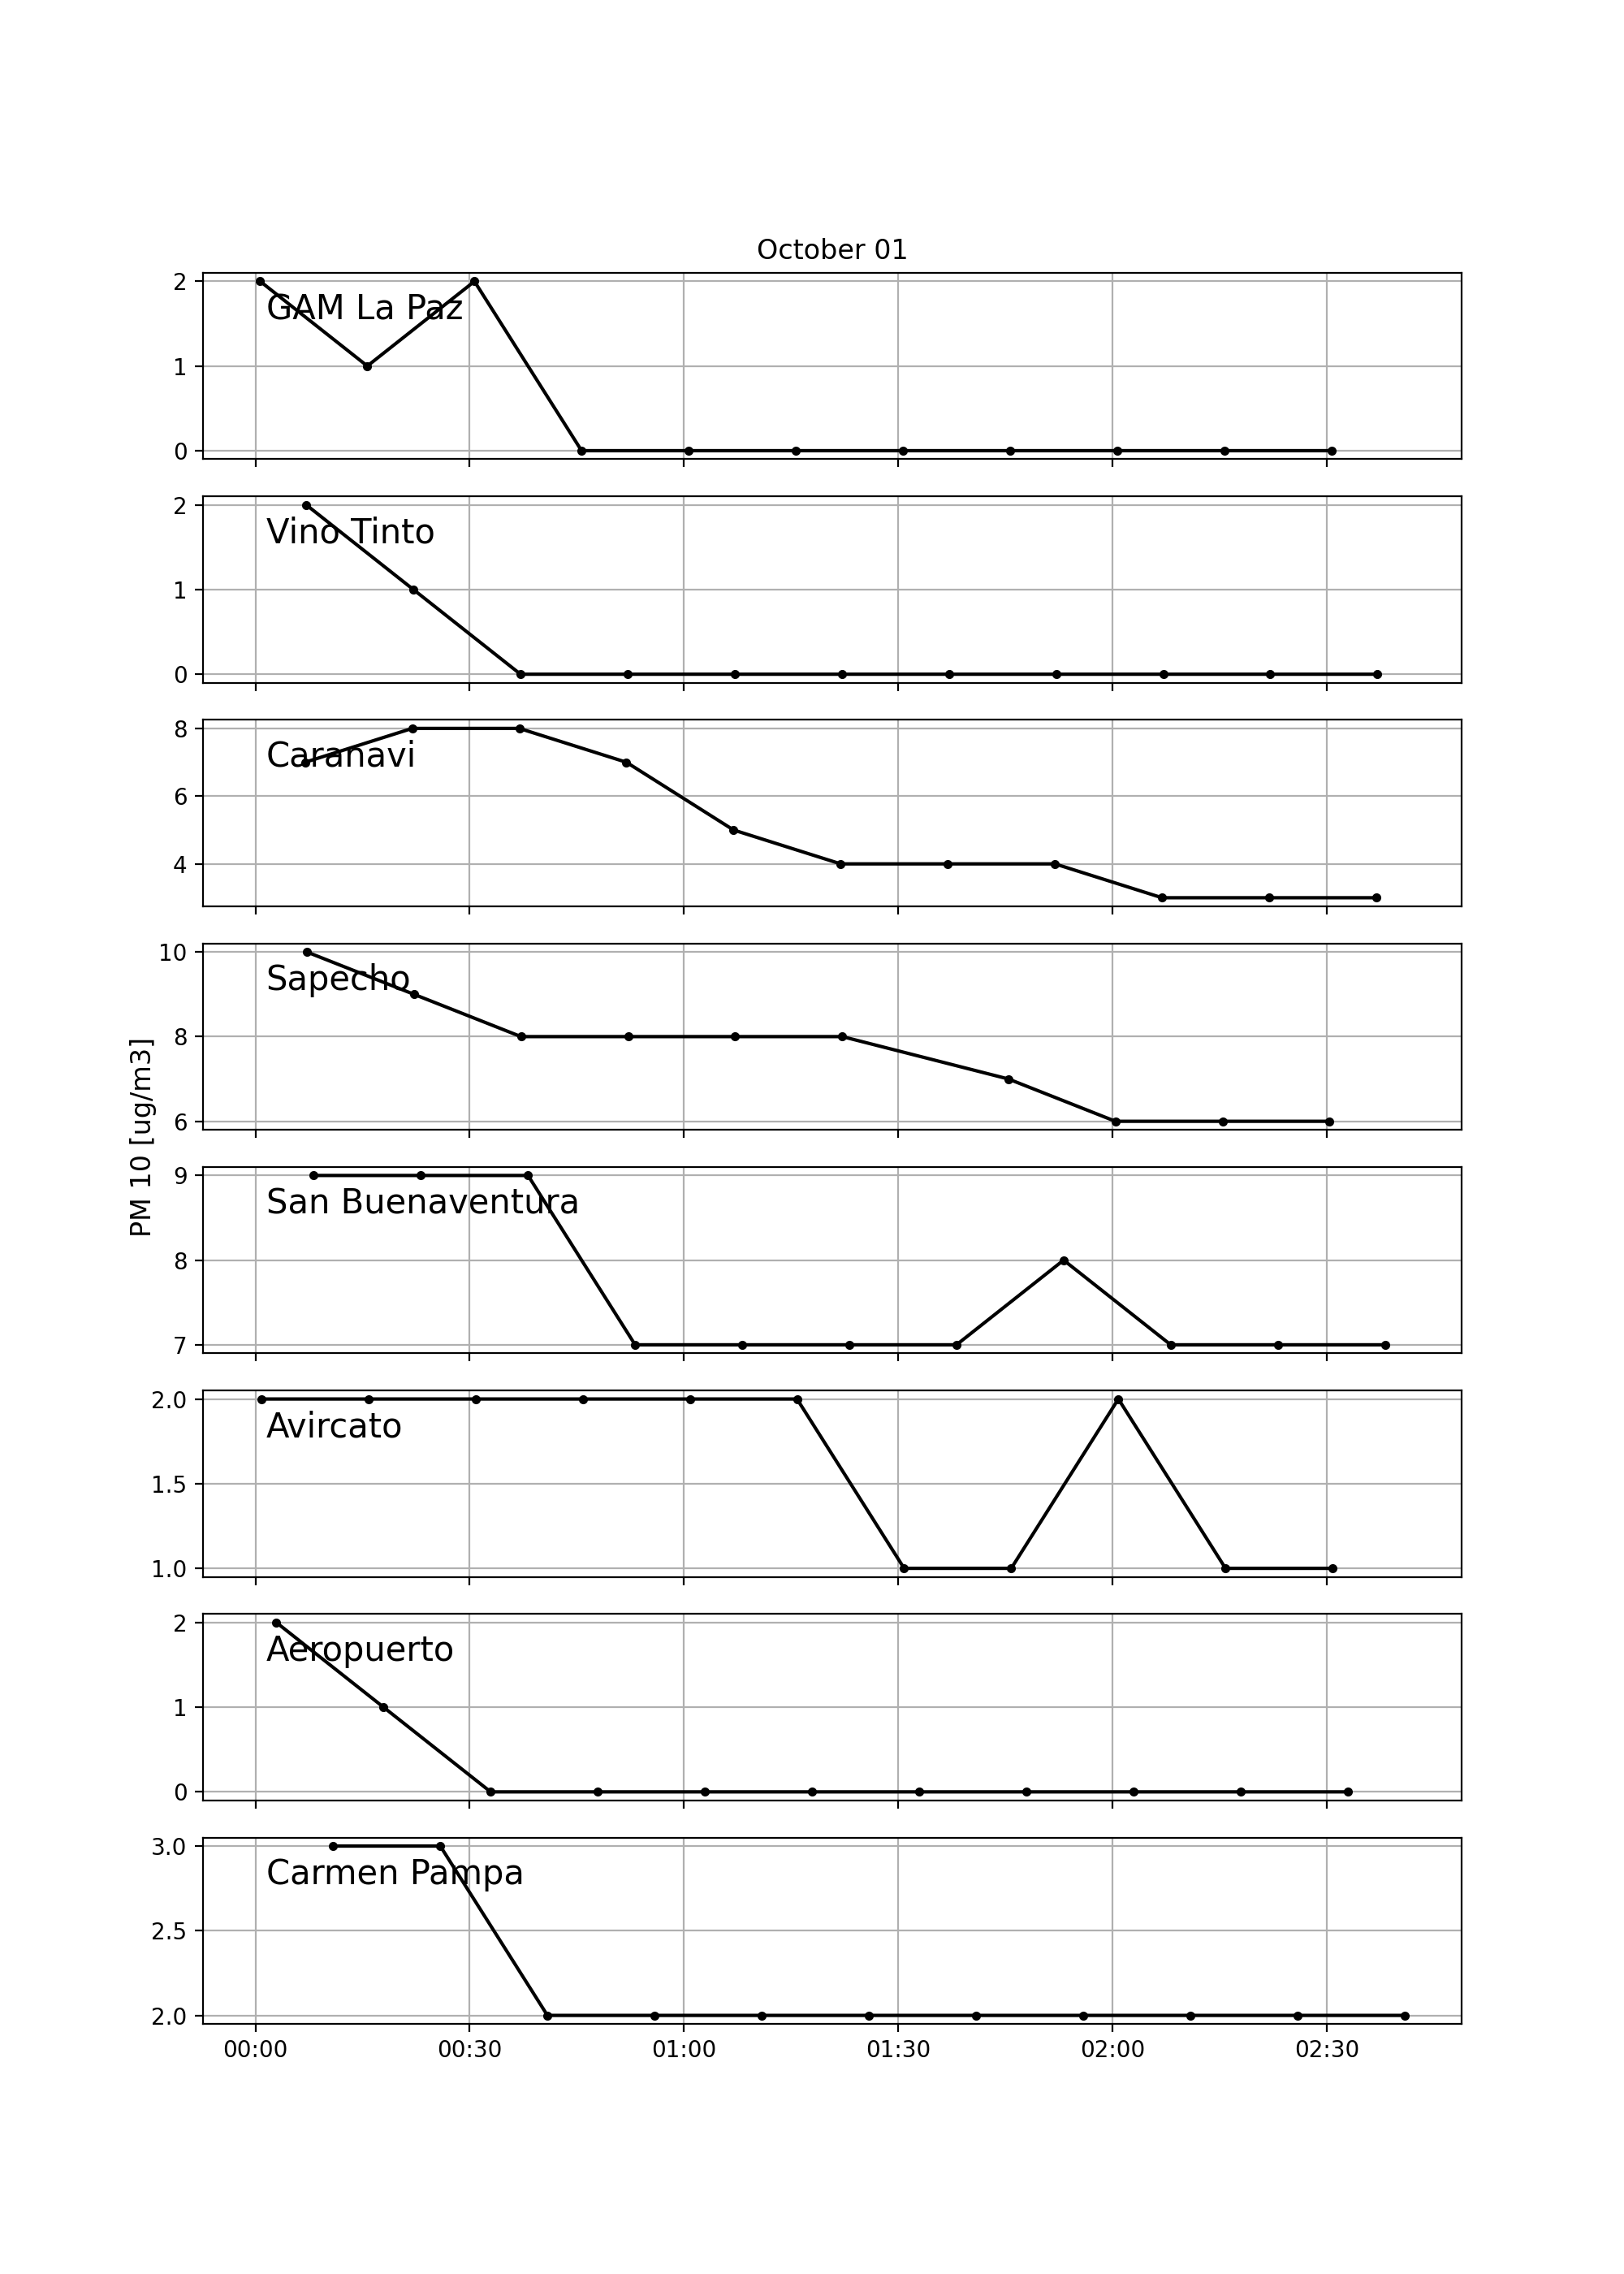 October 01
2
GAM La Paz
1
0
2
Vino Tinto
1
0
8
Caranavi
6
4
10
Sapecho
8
6
PM 10 [ug/m3]
9
San Buenaventura
8
7
2.0
Avircato
1.5
1.0
2
Aeropuerto
1
0
3.0
Carmen Pampa
2.5
2.0
00:00 00:30 01:00 01:30 02:00 02:30